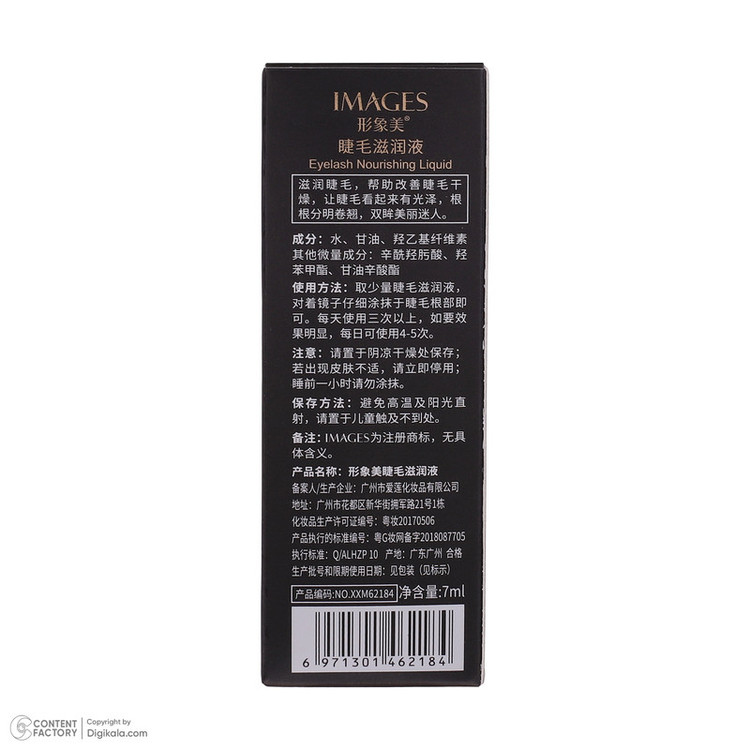 IMAGES
形象美®
睫毛滋润液
Eyelash Nourishing Liquid
滋润睫毛，帮助改善睫毛干
燥，让睫毛看起来有光泽，根
根分明卷翘，双眸美丽迷人。
成分：水、甘油、羟乙基纤维素
其他微量成分：辛酰羟肟酸、羟
苯甲酯、甘油辛酸酯
使用方法：取少量睫毛滋润液，
对着镜子仔细涂抹于睫毛根部即
可。每天使用三次以上，如要效
果明显，每日可使用4-5次。
注意：请置于阴凉干燥处保存；
若出现皮肤不适，请立即停用；
睡前一小时请勿涂抹。
保存方法：避免高温及阳光直
射，请置于儿童触及不到处。
备注：IMAGES为注册商标，无具
体含义。
产品名称：形象美睫毛滋润液
备案人/生产企业：广州市爱莲化妆品有限公司
地址：广州市花都区新华街拥军路21号1栋
化妆品生产许可证编号：粤妆20170506
产品执行的标准编号：粤G妆网备字2018087705
执行标准：Q/ALHZP 10 产地：广东广州 合格
生产批号和限期使用日期：见包装（见标示）
产品编码:NO.XXM62184 净含量:7ml
6 971301 462184
CONTENT FACTORY
Copyright by
Digikala.com